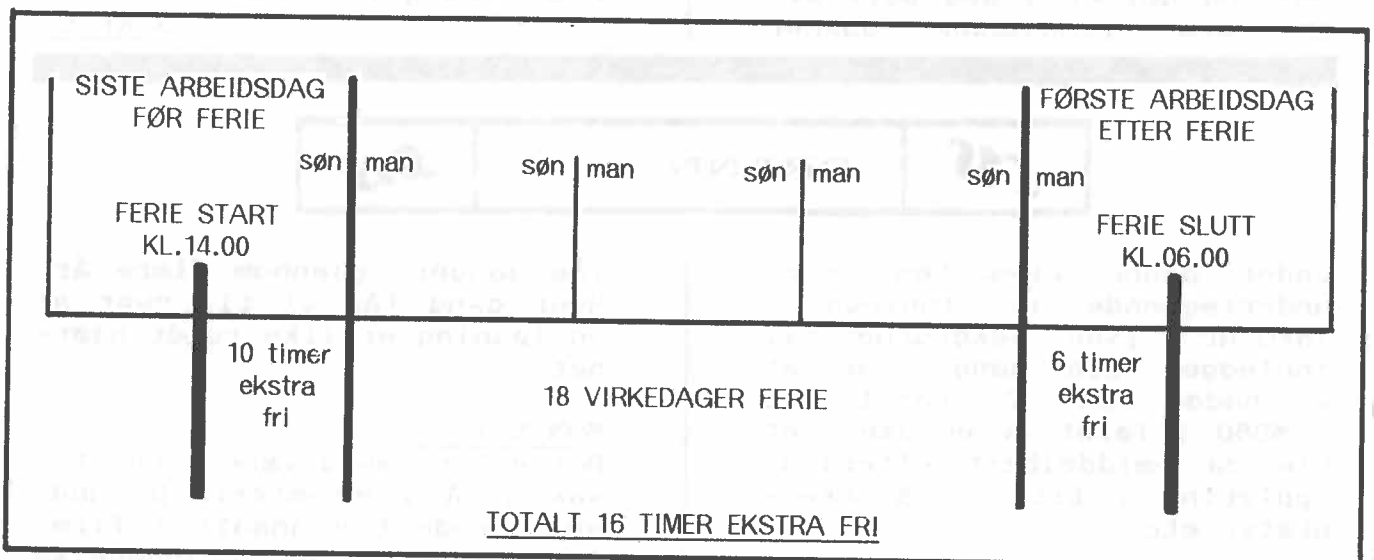 SISTE ARBEIDSDAG
FØR FERIE
FØRSTE ARBEIDSDAG
ETTER FERIE
søn man
søn man
søn man
søn man
FERIE START
KL.14.00
FERIE SLUTT
KL.06.00
10 timer
ekstra
fri
18 VIRKEDAGER FERIE
6 timer
ekstra
fri
TOTALT 16 TIMER EKSTRA FRI